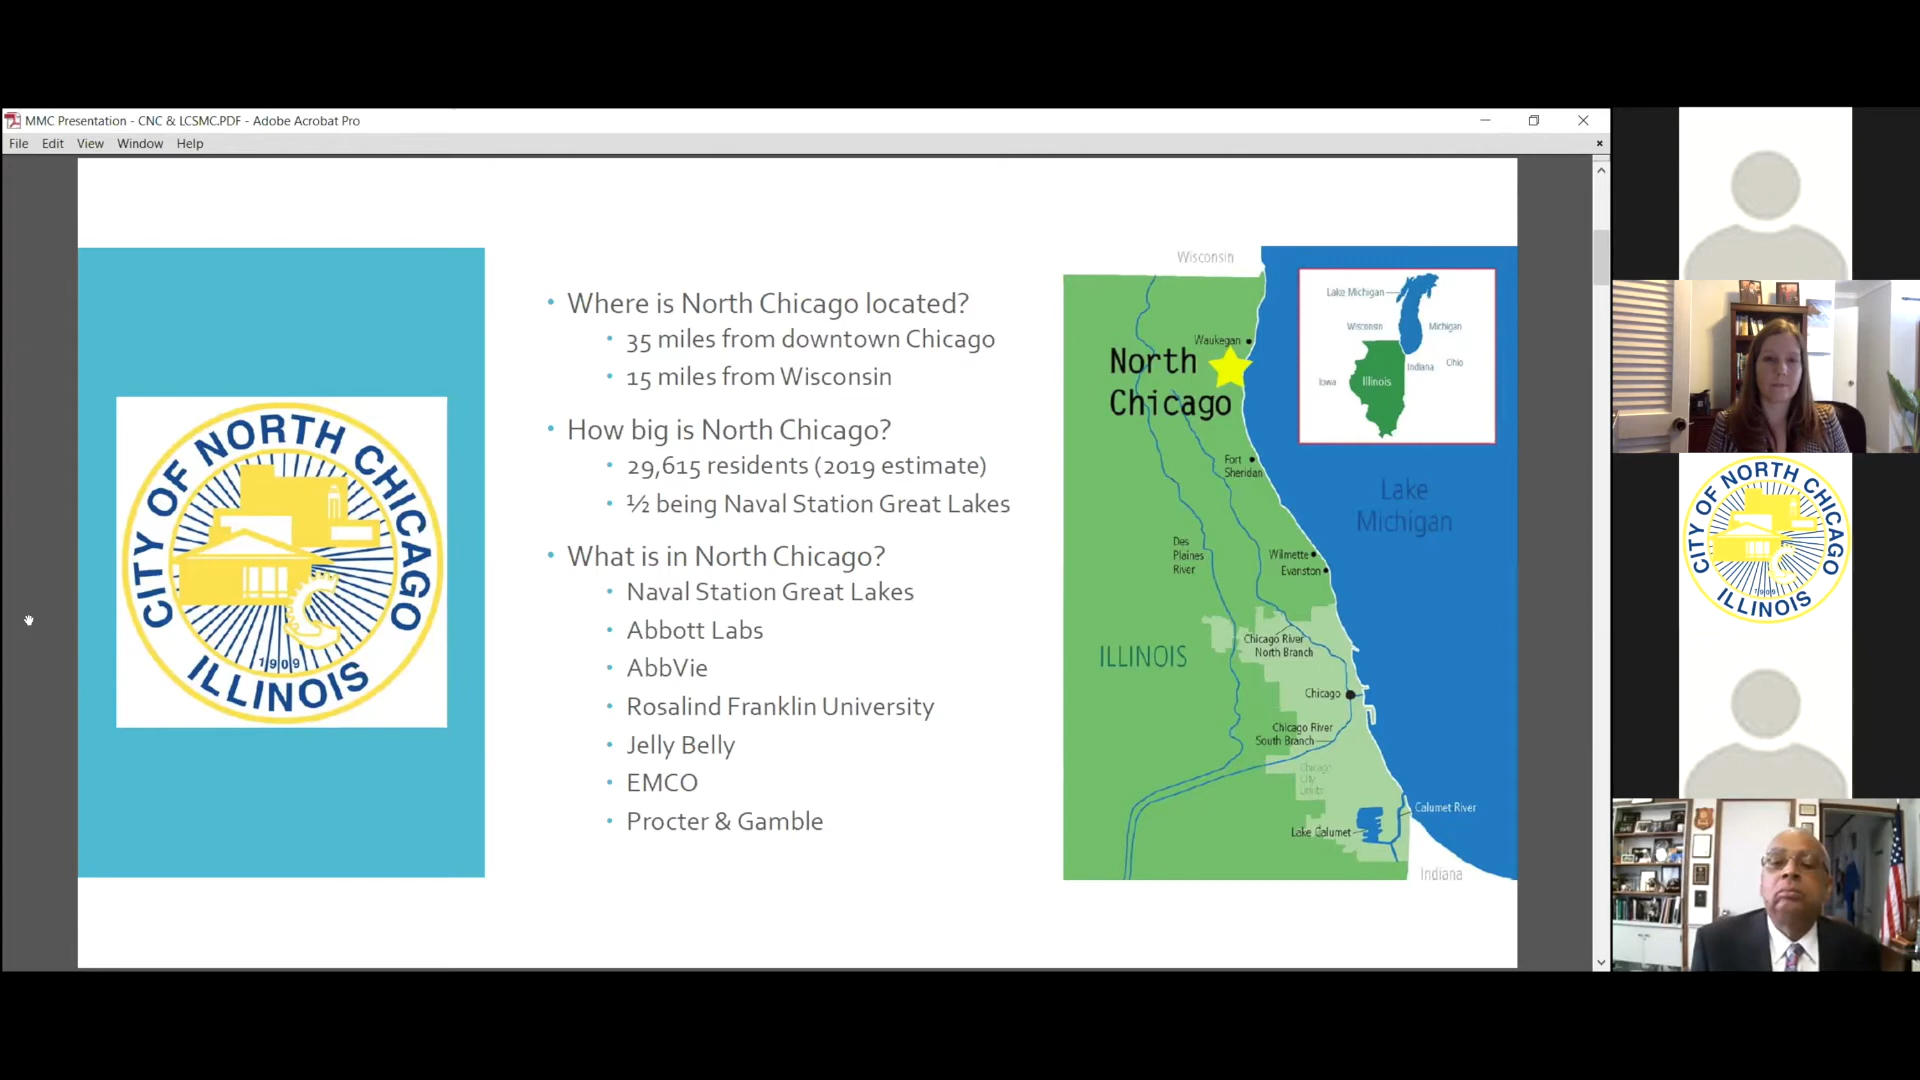 MMC Presentation - CNC & LCSMC.PDF - Adobe Acrobat Pro
File Edit View Window Help
CITY OF NORTH CHICAGO
1909
ILLINOIS
• Where is North Chicago located?
• 35 miles from downtown Chicago
• 15 miles from Wisconsin
• How big is North Chicago?
• 29,615 residents (2019 estimate)
• ½ being Naval Station Great Lakes
• What is in North Chicago?
• Naval Station Great Lakes
• Abbott Labs
• AbbVie
• Rosalind Franklin University
• Jelly Belly
• EMCO
• Procter & Gamble
Wisconsin
Waukegan
North
Chicago
Fort
Sheridan
Des
Plaines
River
Wilmette
Evanston
ILLINOIS
Chicago River
North Branch
Chicago
Chicago River
South Branch
Chicago
City
Limits
Lake Calumet
Calumet River
Indiana
Lake
Michigan
Lake Michigan
Wisconsin
Michigan
Iowa
Illinois
Indiana
Ohio
CITY OF NORTH CHICAGO
1909
ILLINOIS